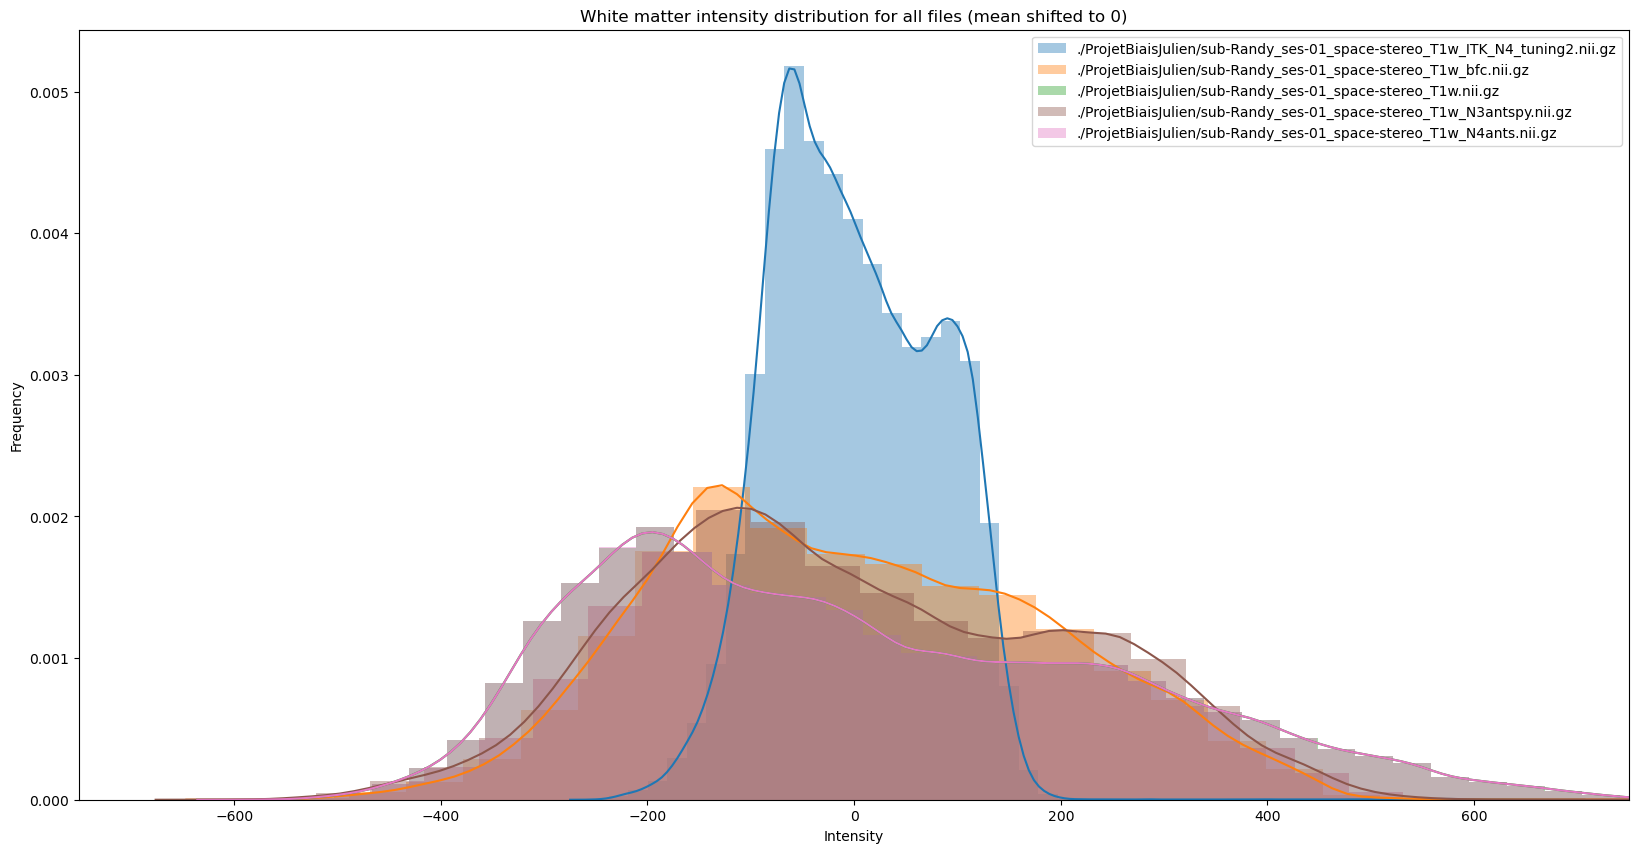 White matter intensity distribution for all files (mean shifted to 0)
./ProjetBiaisJulien/sub-Randy_ses-01_space-stereo_T1w_ITK_N4_tuning2.nii.gz
./ProjetBiaisJulien/sub-Randy_ses-01_space-stereo_T1w_bfc.nii.gz
./ProjetBiaisJulien/sub-Randy_ses-01_space-stereo_T1w.nii.gz
./ProjetBiaisJulien/sub-Randy_ses-01_space-stereo_T1w_N3antspy.nii.gz
./ProjetBiaisJulien/sub-Randy_ses-01_space-stereo_T1w_N4ants.nii.gz
0.005
0.004
0.003
0.002
0.001
0.000
Frequency
−600 −400 −200 0 200 400 600
Intensity